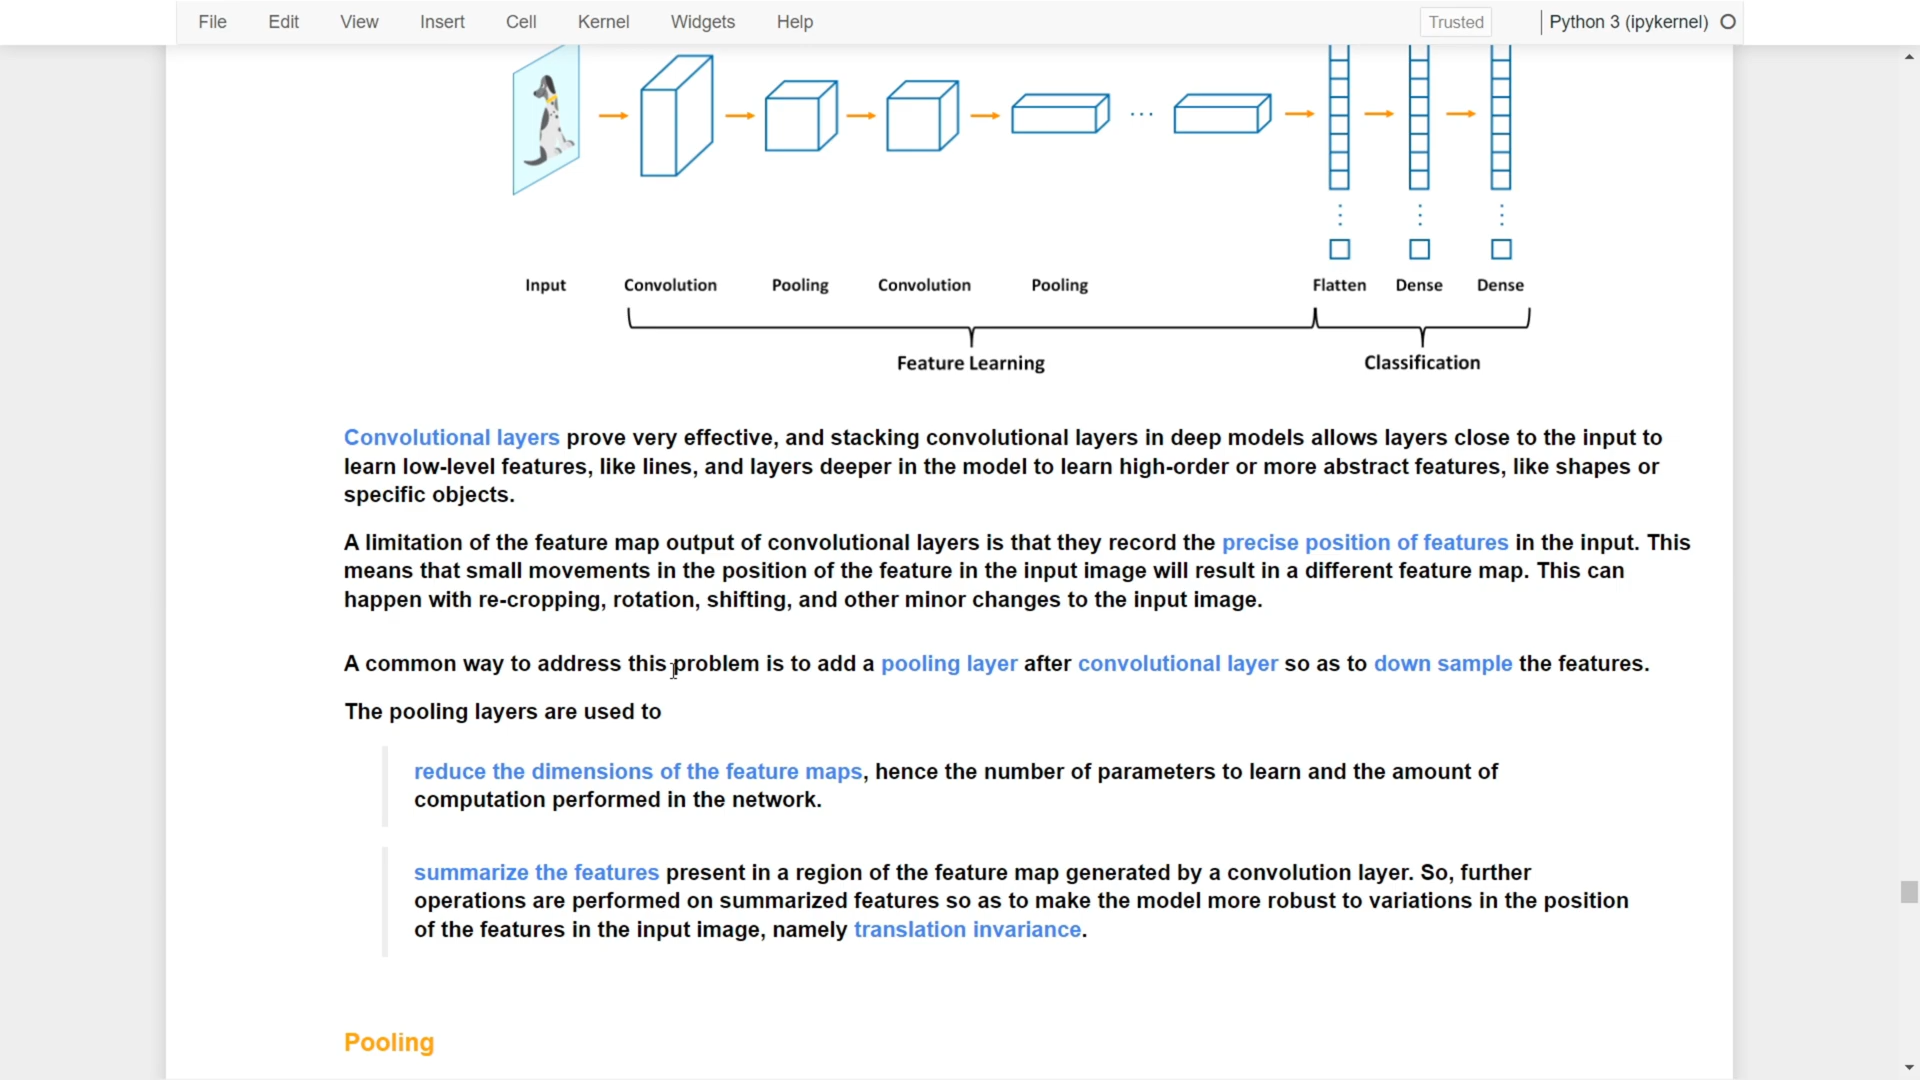 File Edit View Insert Cell Kernel Widgets Help Trusted Python 3 (ipykernel)
Input Convolution Pooling Convolution Pooling Flatten Dense Dense
Feature Learning Classification
Convolutional layers prove very effective, and stacking convolutional layers in deep models allows layers close to the input to
learn low-level features, like lines, and layers deeper in the model to learn high-order or more abstract features, like shapes or
specific objects.
A limitation of the feature map output of convolutional layers is that they record the precise position of features in the input. This
means that small movements in the position of the feature in the input image will result in a different feature map. This can
happen with re-cropping, rotation, shifting, and other minor changes to the input image.
A common way to address this problem is to add a pooling layer after convolutional layer so as to down sample the features.
The pooling layers are used to
reduce the dimensions of the feature maps, hence the number of parameters to learn and the amount of
computation performed in the network.
summarize the features present in a region of the feature map generated by a convolution layer. So, further
operations are performed on summarized features so as to make the model more robust to variations in the position
of the features in the input image, namely translation invariance.
Pooling